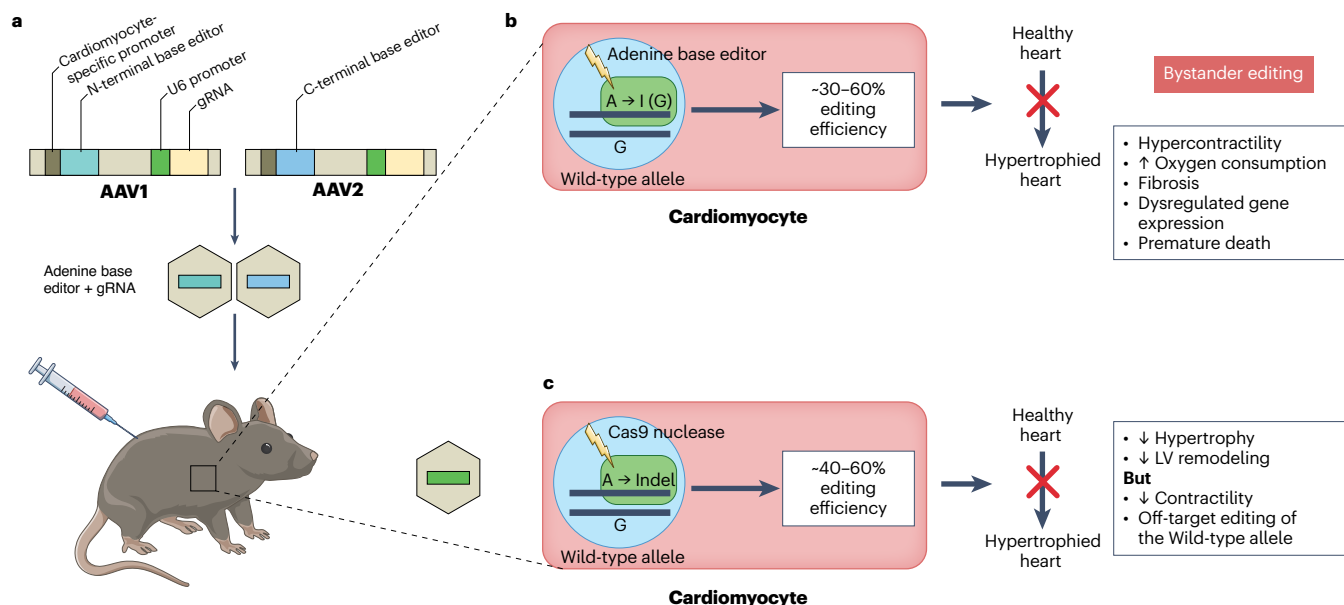 a
Cardiomyocyte-
specific promoter
N-terminal base editor
U6 promoter
gRNA
C-terminal base editor
AAV1
AAV2
Adenine base
editor + gRNA
b
Adenine base editor
A → I (G)
G
Wild-type allele
~30–60%
editing
efficiency
Cardiomyocyte
Healthy
heart
Hypertrophied
heart
Bystander editing
• Hypercontractility
• ↑ Oxygen consumption
• Fibrosis
• Dysregulated gene
expression
• Premature death
c
Cas9 nuclease
A → Indel
G
Wild-type allele
~40–60%
editing
efficiency
Cardiomyocyte
Healthy
heart
Hypertrophied
heart
• ↓ Hypertrophy
• ↓ LV remodeling
But
• ↓ Contractility
• Off-target editing of
the Wild-type allele